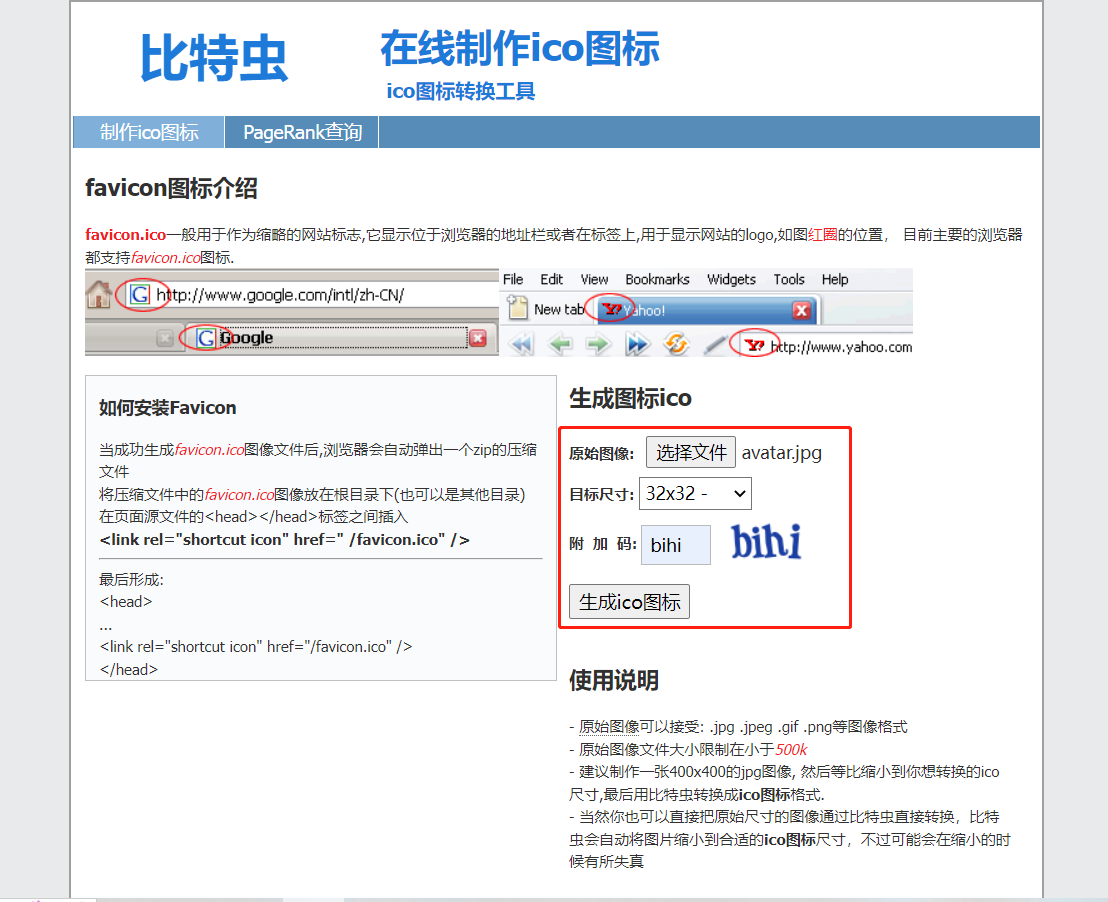 比特虫
在线制作ico图标
ico图标转换工具
制作ico图标
PageRank查询
favicon图标介绍
favicon.ico一般用于作为缩略的网站标志,它显示位于浏览器的地址栏或者在标签上,用于显示网站的logo,如图红圈的位置， 目前主要的浏览器
都支持favicon.ico图标.
http://www.google.com/intl/zh-CN/
Google
File Edit View Bookmarks Widgets Tools Help
New tab
Yahoo!
http://www.yahoo.com
如何安装Favicon
当成功生成favicon.ico图像文件后,浏览器会自动弹出一个zip的压缩
文件
将压缩文件中的favicon.ico图像放在根目录下(也可以是其他目录)
在页面源文件的<head></head>标签之间插入
<link rel="shortcut icon" href=" /favicon.ico" />
最后形成:
<head>
...
<link rel="shortcut icon" href="/favicon.ico" />
</head>
生成图标ico
原始图像: 选择文件 avatar.jpg
目标尺寸: 32x32 -
附 加 码: bihi bihi
生成ico图标
使用说明
- 原始图像可以接受: .jpg .jpeg .gif .png等图像格式
- 原始图像文件大小限制在小于500k
- 建议制作一张400x400的jpg图像, 然后等比缩小到你想转换的ico
尺寸,最后用比特虫转换成ico图标格式.
- 当然你也可以直接把原始尺寸的图像通过比特虫直接转换，比特
虫会自动将图片缩小到合适的ico图标尺寸，不过可能会在缩小的时
候有所失真